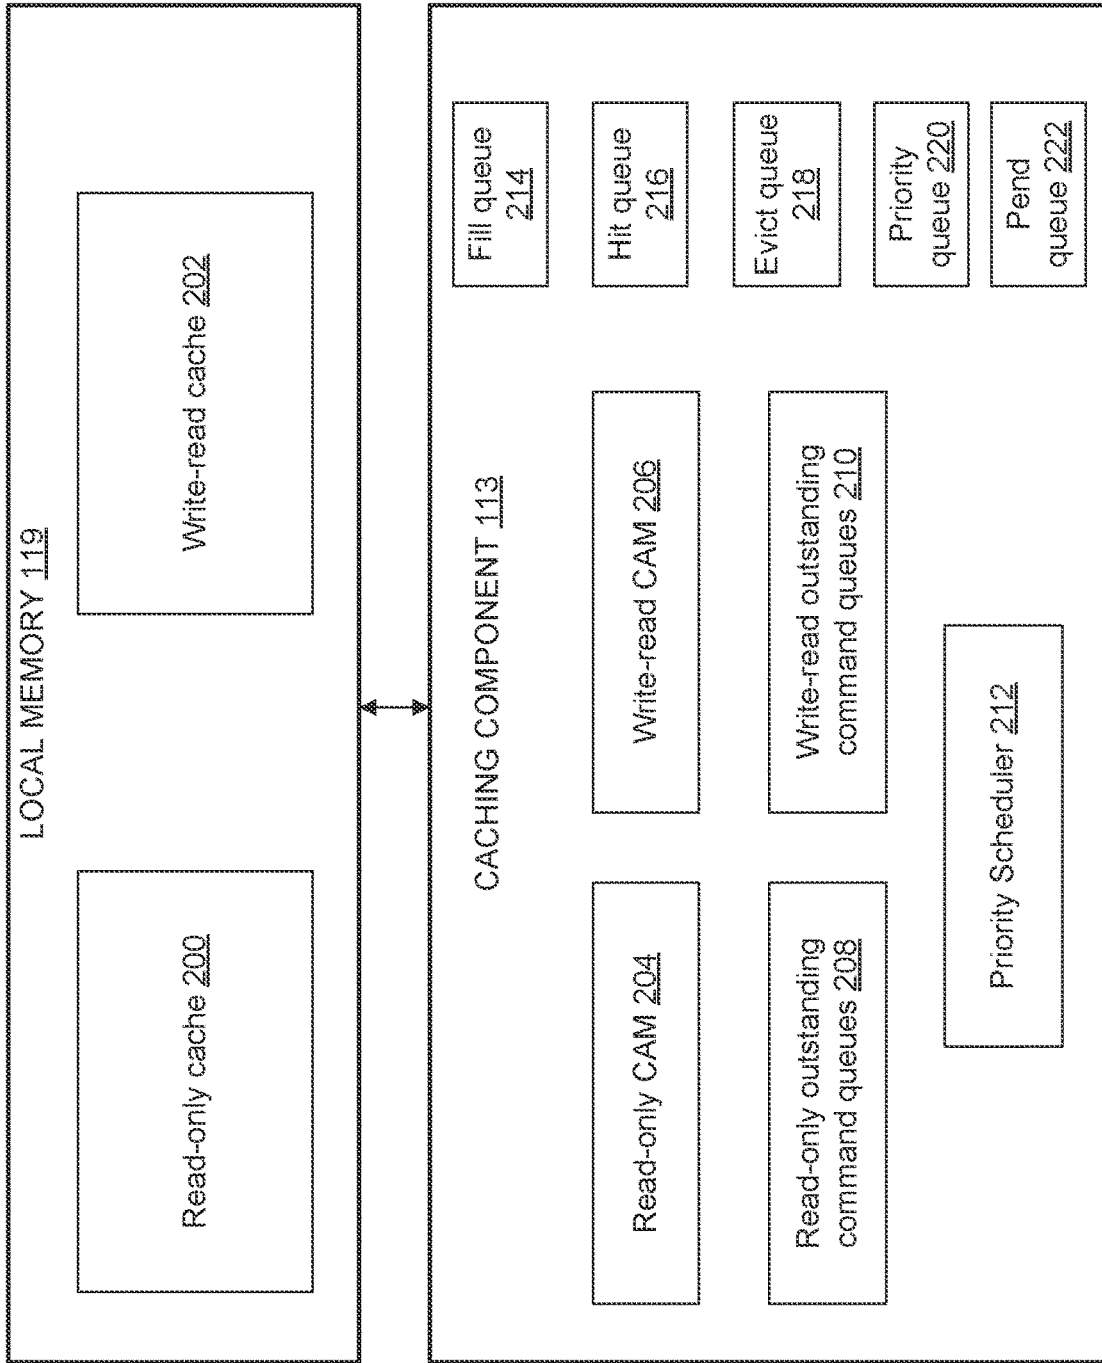 LOCAL MEMORY 119
Read-only cache 200
Write-read cache 202
CACHING COMPONENT 113
Read-only CAM 204
Write-read CAM 206
Read-only outstanding
command queues 208
Write-read outstanding
command queues 210
Priority Scheduler 212
Fill queue
214
Hit queue
216
Evict queue
218
Priority
queue 220
Pend
queue 222